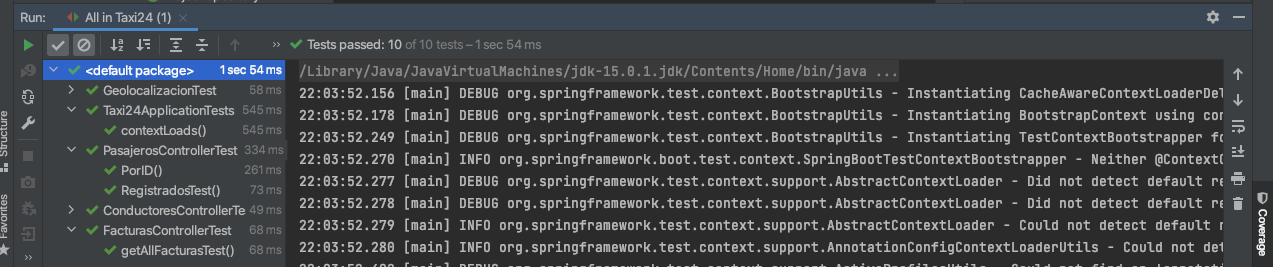 Run: All in Taxi24 (1)
Tests passed: 10 of 10 tests – 1 sec 54 ms
<default package> 1 sec 54 ms
GeolocalizacionTest 58 ms
Taxi24ApplicationTests 545 ms
contextLoads() 545 ms
PasajerosControllerTest 334 ms
PorID() 261 ms
RegistradosTest() 73 ms
ConductoresControllerTe 49 ms
FacturasControllerTest 68 ms
getAllFacturasTest() 68 ms
/Library/Java/JavaVirtualMachines/jdk-15.0.1.jdk/Contents/Home/bin/java ...
22:03:52.156 [main] DEBUG org.springframework.test.context.BootstrapUtils - Instantiating CacheAwareContextLoaderDel
22:03:52.178 [main] DEBUG org.springframework.test.context.BootstrapUtils - Instantiating BootstrapContext using con
22:03:52.249 [main] DEBUG org.springframework.test.context.BootstrapUtils - Instantiating TestContextBootstrapper fo
22:03:52.270 [main] INFO org.springframework.boot.test.context.SpringBootTestContextBootstrapper - Neither @ContextC
22:03:52.277 [main] DEBUG org.springframework.test.context.support.AbstractContextLoader - Did not detect default re
22:03:52.278 [main] DEBUG org.springframework.test.context.support.AbstractContextLoader - Did not detect default re
22:03:52.279 [main] INFO org.springframework.test.context.support.AbstractContextLoader - Could not detect default r
22:03:52.280 [main] INFO org.springframework.test.context.support.AnnotationConfigContextLoaderUtils - Could not det
Structure
Favorites
Coverage